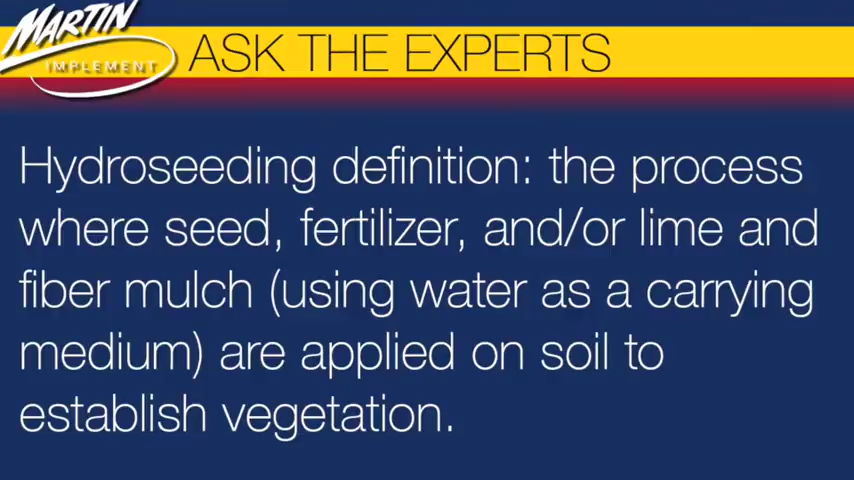 MARTIN
IMPLEMENT
ASK THE EXPERTS
Hydroseeding definition: the process
where seed, fertilizer, and/or lime and
fiber mulch (using water as a carrying
medium) are applied on soil to
establish vegetation.